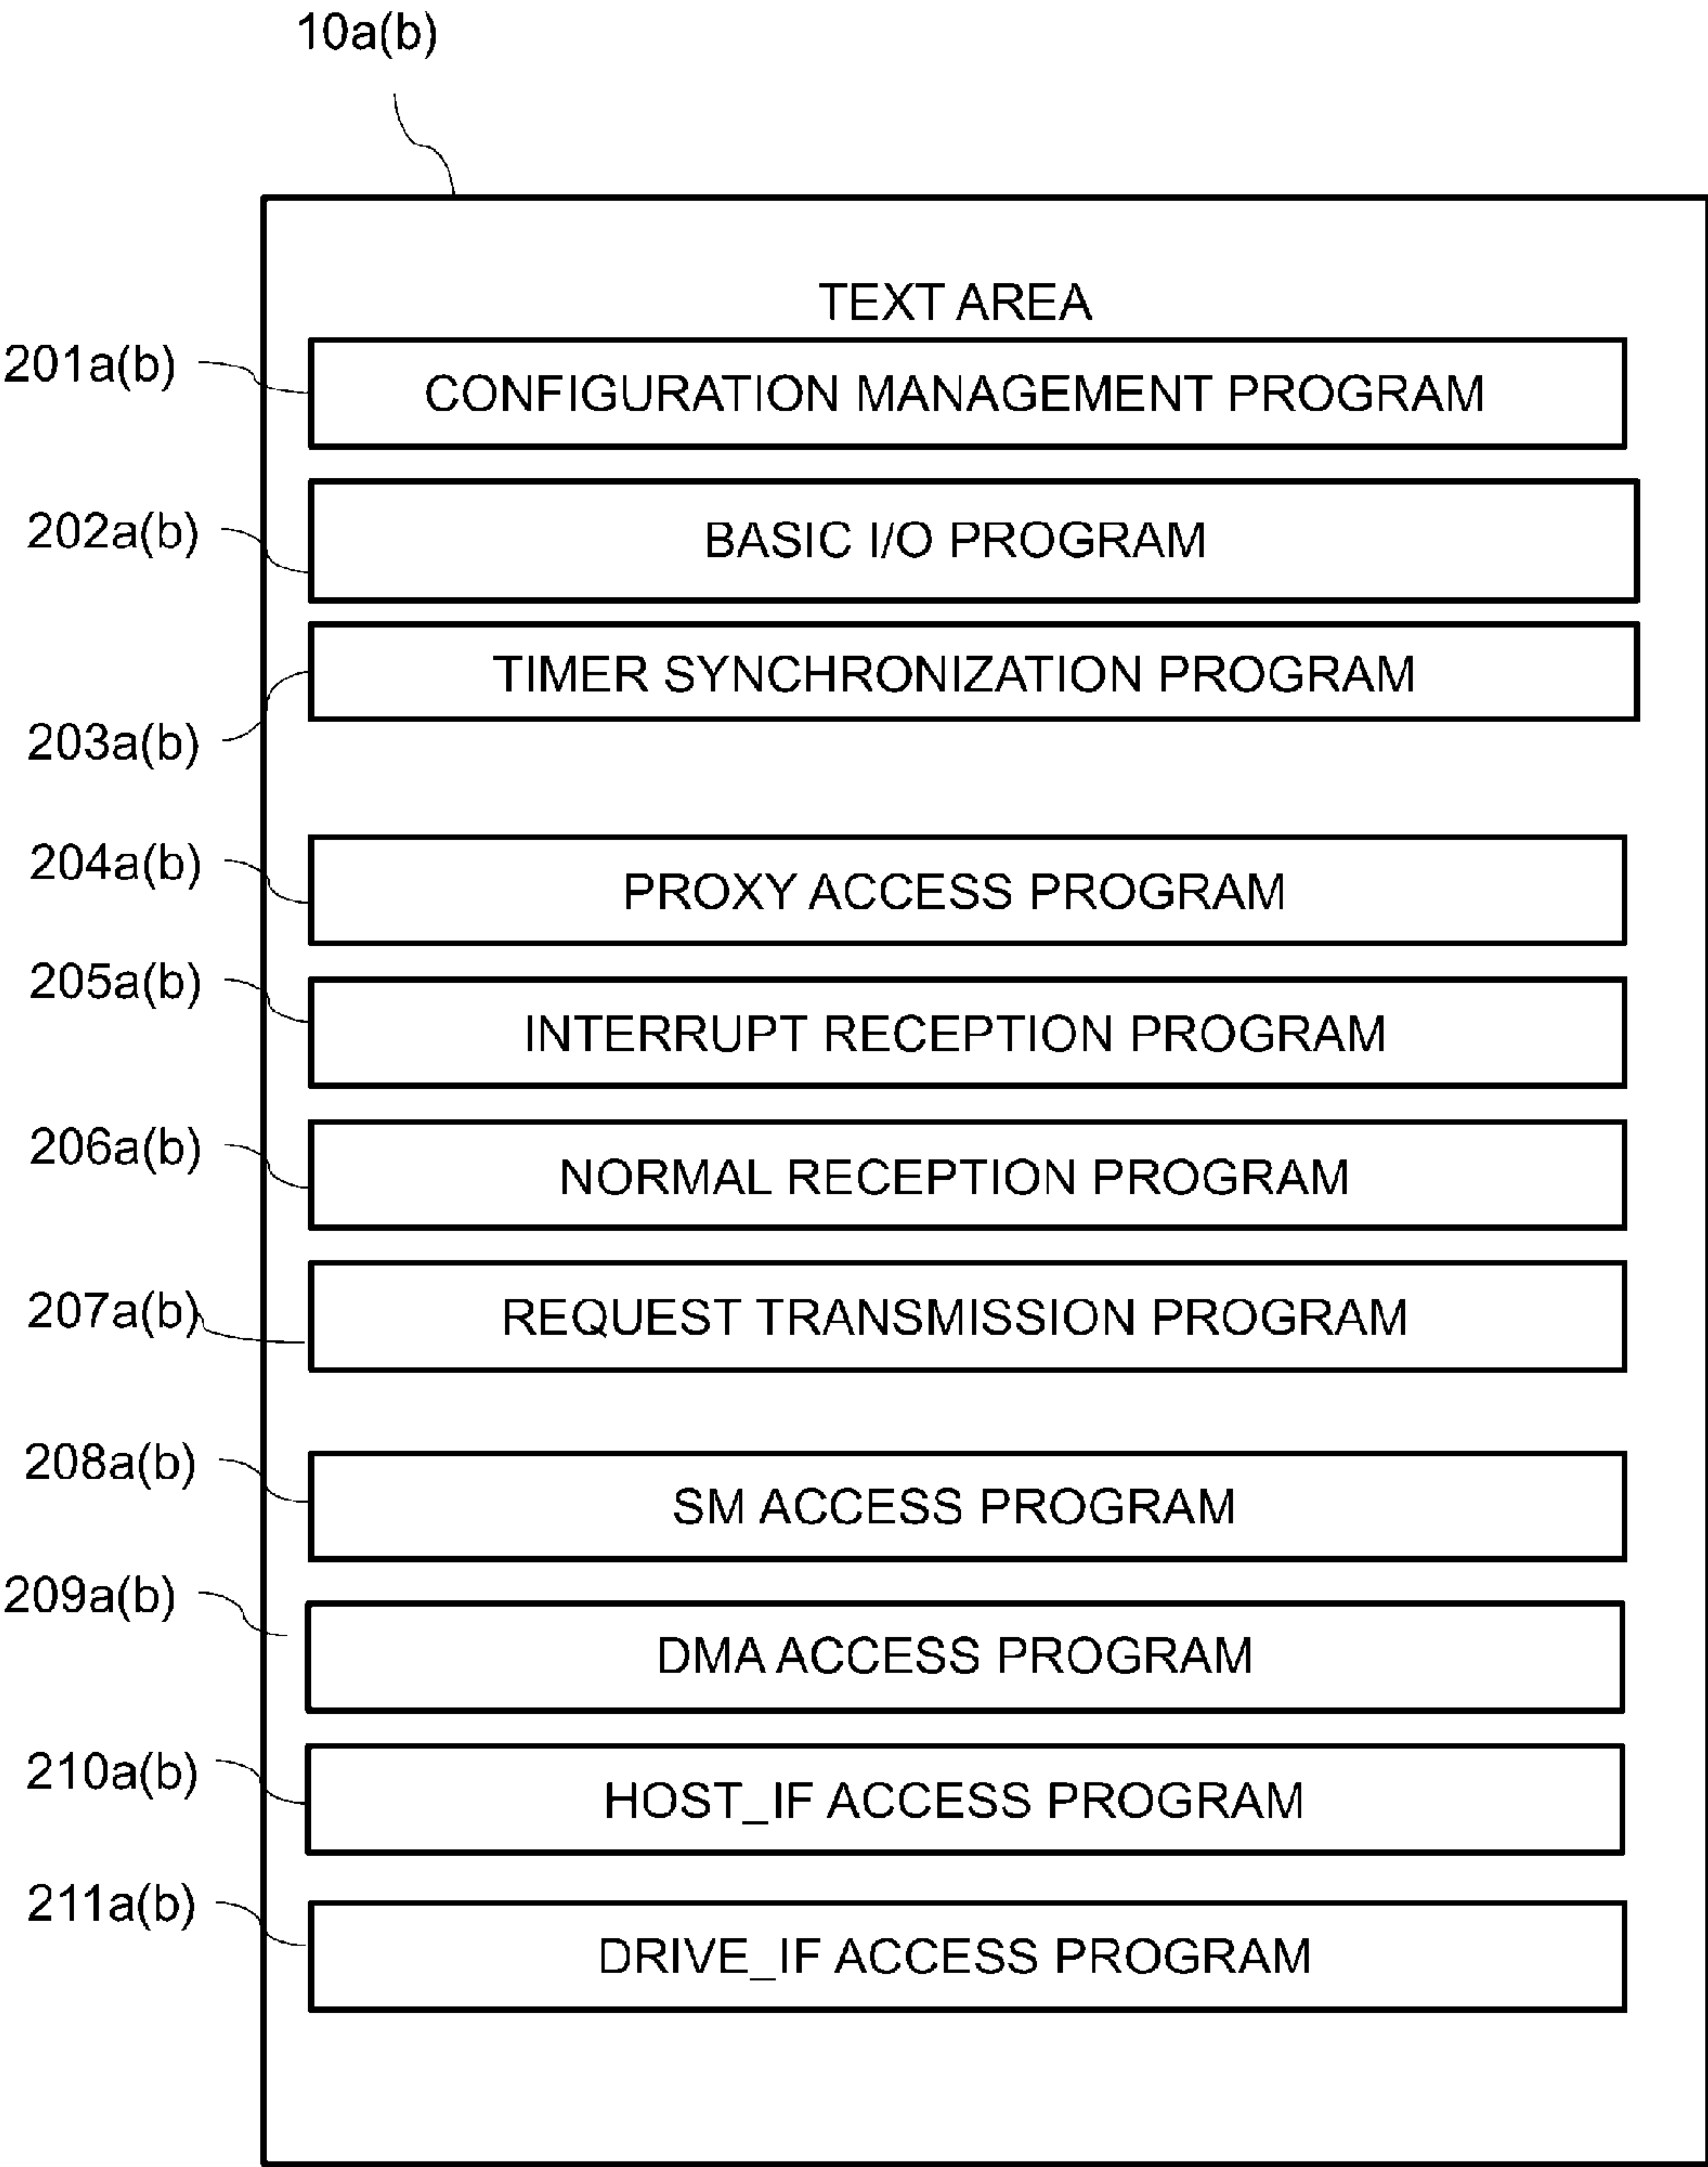 10a(b)
TEXT AREA
201a(b)
CONFIGURATION MANAGEMENT PROGRAM
202a(b)
BASIC I/O PROGRAM
203a(b)
TIMER SYNCHRONIZATION PROGRAM
204a(b)
PROXY ACCESS PROGRAM
205a(b)
INTERRUPT RECEPTION PROGRAM
206a(b)
NORMAL RECEPTION PROGRAM
207a(b)
REQUEST TRANSMISSION PROGRAM
208a(b)
SM ACCESS PROGRAM
209a(b)
DMA ACCESS PROGRAM
210a(b)
HOST_IF ACCESS PROGRAM
211a(b)
DRIVE_IF ACCESS PROGRAM